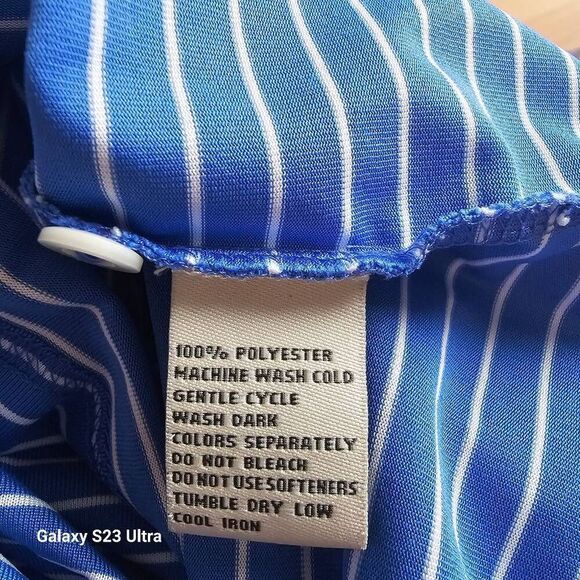 100% POLYESTER
MACHINE WASH COLD
GENTLE CYCLE
WASH DARK
COLORS SEPARATELY
DO NOT BLEACH
DO NOT USE SOFTENERS
TUMBLE DRY LOW
COOL IRON
Galaxy S23 Ultra